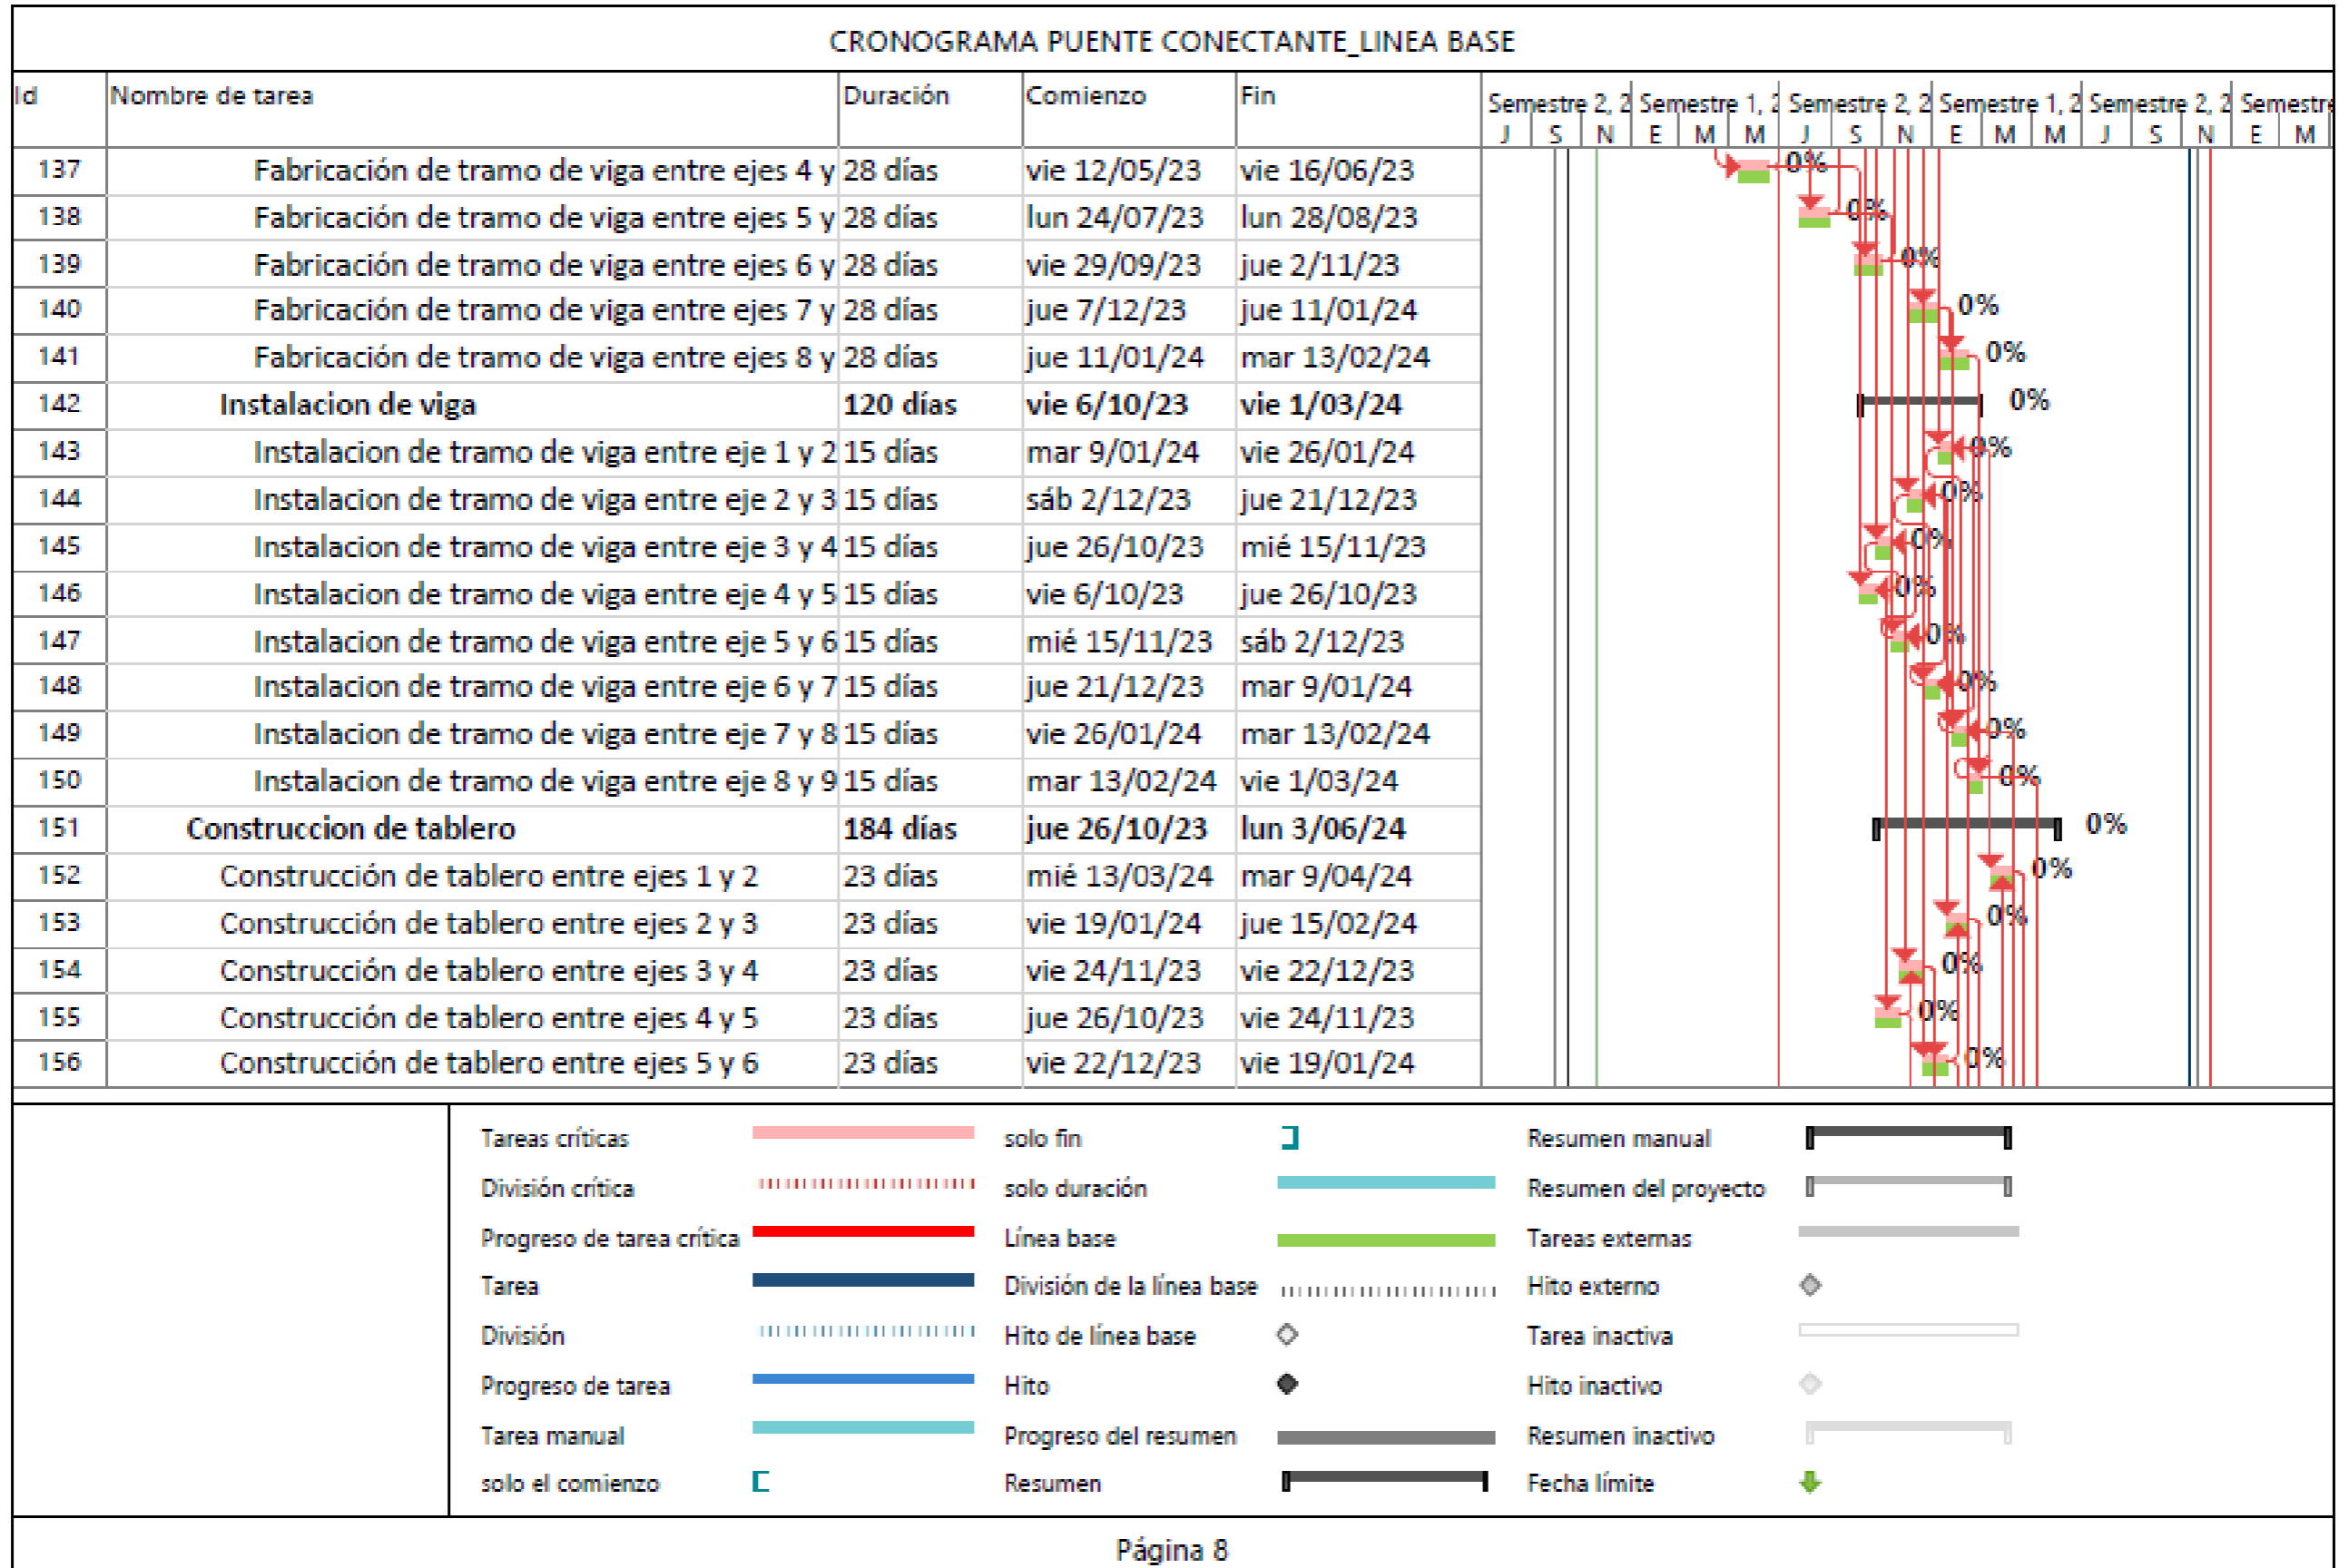 CRONOGRAMA PUENTE CONECTANTE_LINEA BASE
Id Nombre de tarea Duración Comienzo Fin Semestre 2, 2 Semestre 1, 2 Semestre 2, 2 Semestre 1, 2 Semestre 2, 2 Semestre
J S N E M M J S N E M M J S N E M
137 Fabricación de tramo de viga entre ejes 4 y 28 días vie 12/05/23 vie 16/06/23 0%
138 Fabricación de tramo de viga entre ejes 5 y 28 días lun 24/07/23 lun 28/08/23 0%
139 Fabricación de tramo de viga entre ejes 6 y 28 días vie 29/09/23 jue 2/11/23 0%
140 Fabricación de tramo de viga entre ejes 7 y 28 días jue 7/12/23 jue 11/01/24 0%
141 Fabricación de tramo de viga entre ejes 8 y 28 días jue 11/01/24 mar 13/02/24 0%
142 Instalacion de viga 120 días vie 6/10/23 vie 1/03/24 0%
143 Instalacion de tramo de viga entre eje 1 y 2 15 días mar 9/01/24 vie 26/01/24 0%
144 Instalacion de tramo de viga entre eje 2 y 3 15 días sáb 2/12/23 jue 21/12/23 0%
145 Instalacion de tramo de viga entre eje 3 y 4 15 días jue 26/10/23 mié 15/11/23 0%
146 Instalacion de tramo de viga entre eje 4 y 5 15 días vie 6/10/23 jue 26/10/23 0%
147 Instalacion de tramo de viga entre eje 5 y 6 15 días mié 15/11/23 sáb 2/12/23 0%
148 Instalacion de tramo de viga entre eje 6 y 7 15 días jue 21/12/23 mar 9/01/24 0%
149 Instalacion de tramo de viga entre eje 7 y 8 15 días vie 26/01/24 mar 13/02/24 0%
150 Instalacion de tramo de viga entre eje 8 y 9 15 días mar 13/02/24 vie 1/03/24 0%
151 Construccion de tablero 184 días jue 26/10/23 lun 3/06/24 0%
152 Construcción de tablero entre ejes 1 y 2 23 días mié 13/03/24 mar 9/04/24 0%
153 Construcción de tablero entre ejes 2 y 3 23 días vie 19/01/24 jue 15/02/24 0%
154 Construcción de tablero entre ejes 3 y 4 23 días vie 24/11/23 vie 22/12/23 0%
155 Construcción de tablero entre ejes 4 y 5 23 días jue 26/10/23 vie 24/11/23 0%
156 Construcción de tablero entre ejes 5 y 6 23 días vie 22/12/23 vie 19/01/24 0%
Tareas críticas solo fin Resumen manual
División crítica solo duración Resumen del proyecto
Progreso de tarea crítica Línea base Tareas externas
Tarea División de la línea base Hito externo
División Hito de línea base Tarea inactiva
Progreso de tarea Hito Hito inactivo
Tarea manual Progreso del resumen Resumen inactivo
solo el comienzo Resumen Fecha límite
Página 8